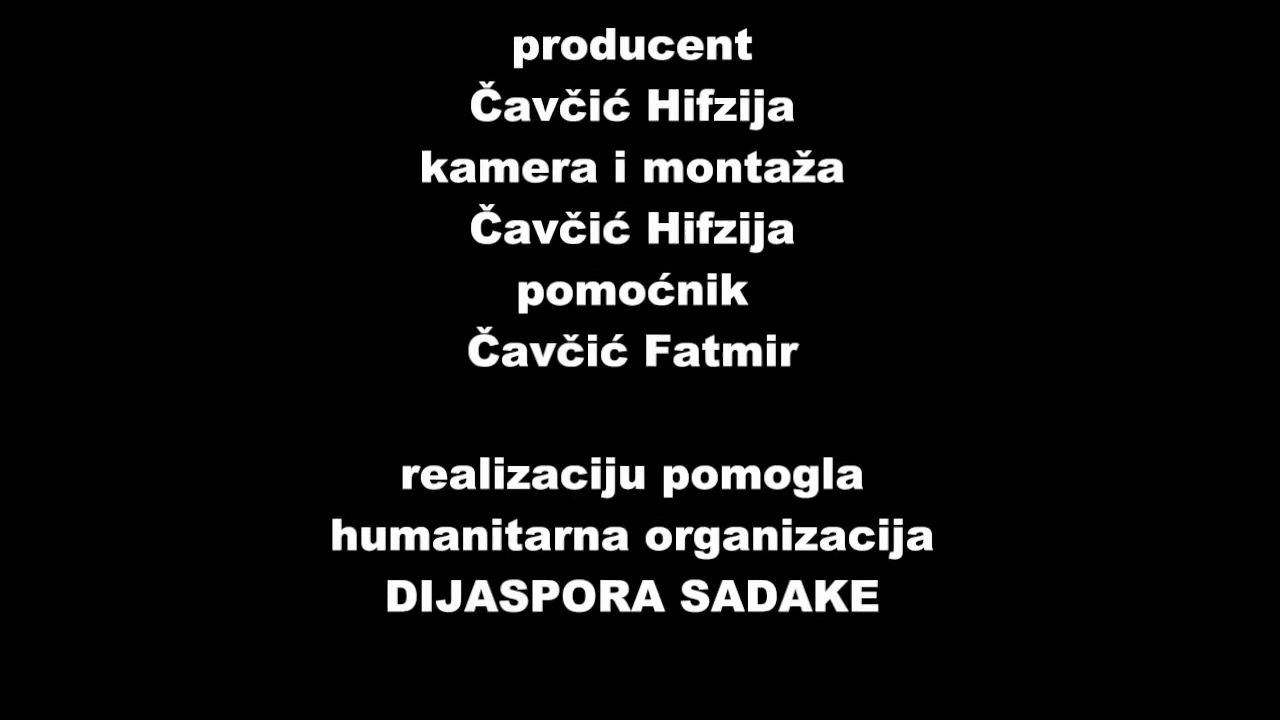 producent
Čavčić Hifzija
kamera i montaža
Čavčić Hifzija
pomoćnik
Čavčić Fatmir
realizaciju pomogla
humanitarna organizacija
DIJASPORA SADAKE